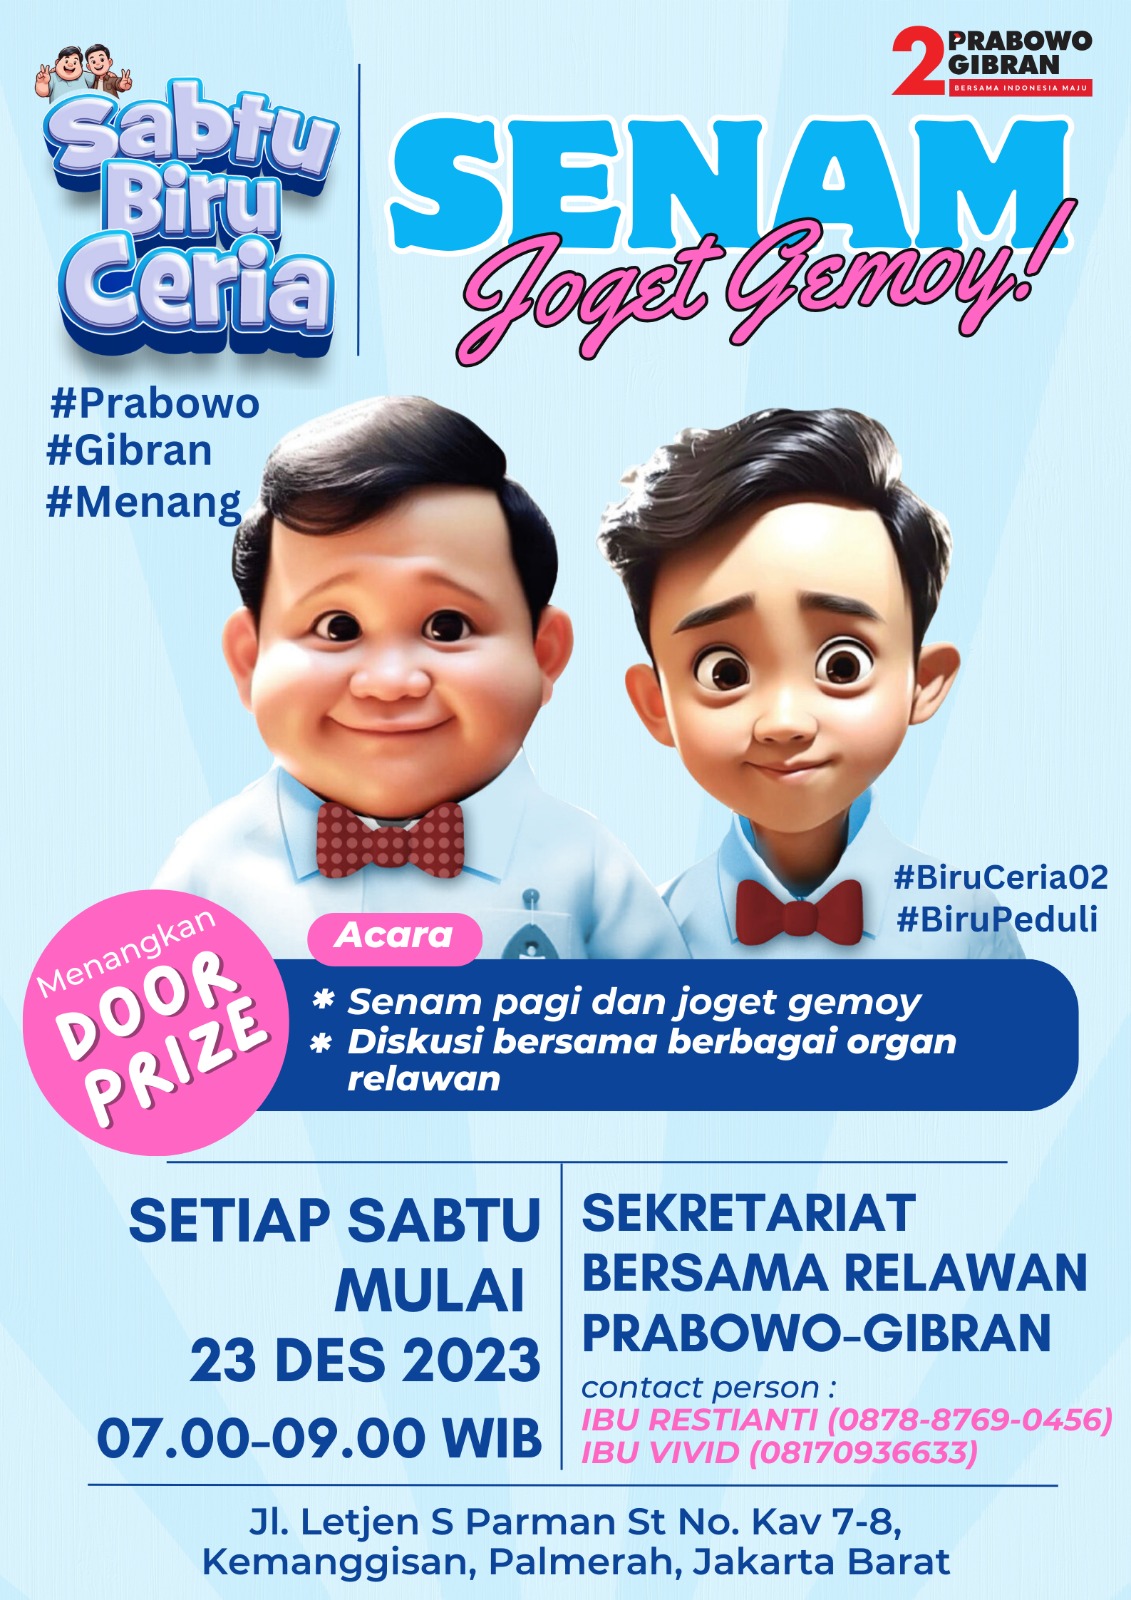 Sabtu
Biru
Ceria
2 PRABOWO
GIBRAN
BERSAMA INDONESIA MAJU
SENAM
Joget Gemoy!
#Prabowo
#Gibran
#Menang
#BiruCeria02
#BiruPeduli
Menangkan
DOOR
PRIZE
Acara
* Senam pagi dan joget gemoy
* Diskusi bersama berbagai organ
relawan
SETIAP SABTU
MULAI
23 DES 2023
07.00-09.00 WIB
SEKRETARIAT
BERSAMA RELAWAN
PRABOWO-GIBRAN
contact person :
IBU RESTIANTI (0878-8769-0456)
IBU VIVID (08170936633)
Jl. Letjen S Parman St No. Kav 7-8,
Kemanggisan, Palmerah, Jakarta Barat